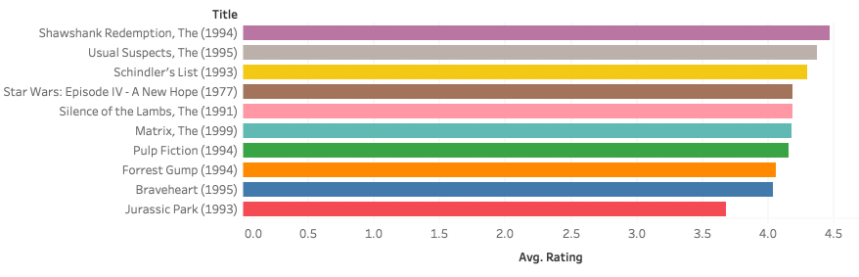 Title
Shawshank Redemption, The (1994)
Usual Suspects, The (1995)
Schindler's List (1993)
Star Wars: Episode IV - A New Hope (1977)
Silence of the Lambs, The (1991)
Matrix, The (1999)
Pulp Fiction (1994)
Forrest Gump (1994)
Braveheart (1995)
Jurassic Park (1993)
0.0 0.5 1.0 1.5 2.0 2.5 3.0 3.5 4.0 4.5
Avg. Rating